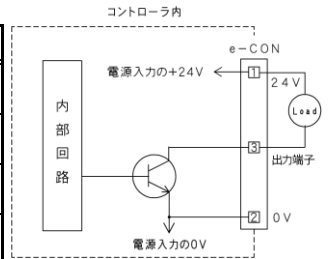 コントローラ内
e-CON
電源入力の+24V
1
24V
Load
内部回路
3
出力端子
2
0V
電源入力の0V